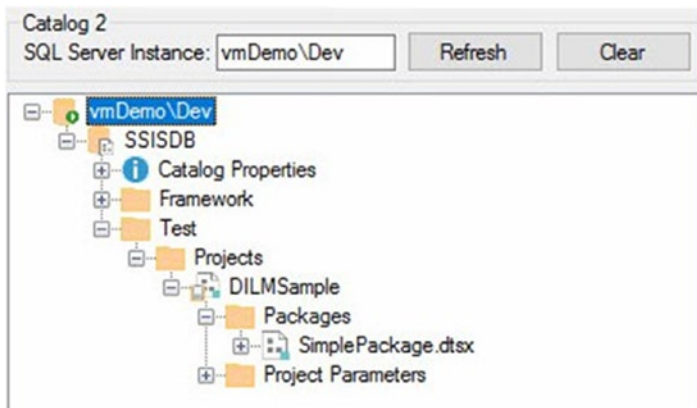 Catalog 2
SQL Server Instance: vmDemo\Dev Refresh Clear
vmDemo\Dev
SSISDB
Catalog Properties
Framework
Test
Projects
DILMSample
Packages
SimplePackage.dtsx
Project Parameters